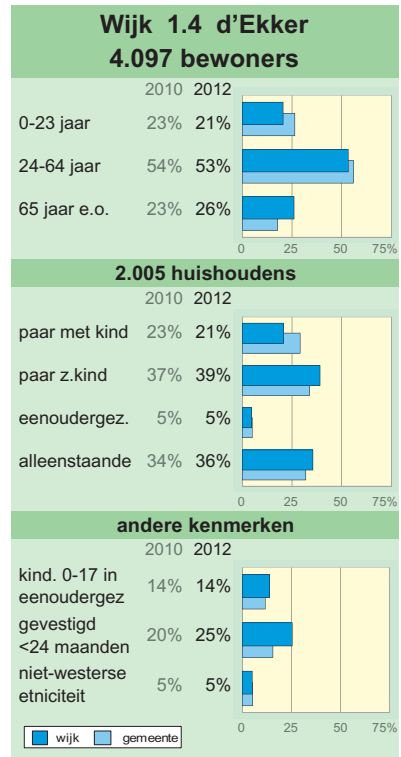 Wijk 1.4 d'Ekker
4.097 bewoners
2010 2012
0-23 jaar 23% 21%
24-64 jaar 54% 53%
65 jaar e.o. 23% 26%
0 25 50 75%
2.005 huishoudens
2010 2012
paar met kind 23% 21%
paar z.kind 37% 39%
eenoudergez. 5% 5%
alleenstaande 34% 36%
0 25 50 75%
andere kenmerken
2010 2012
kind. 0-17 in
eenoudergez 14% 14%
gevestigd
<24 maanden 20% 25%
niet-westerse
etniciteit 5% 5%
0 25 50 75%
wijk gemeente